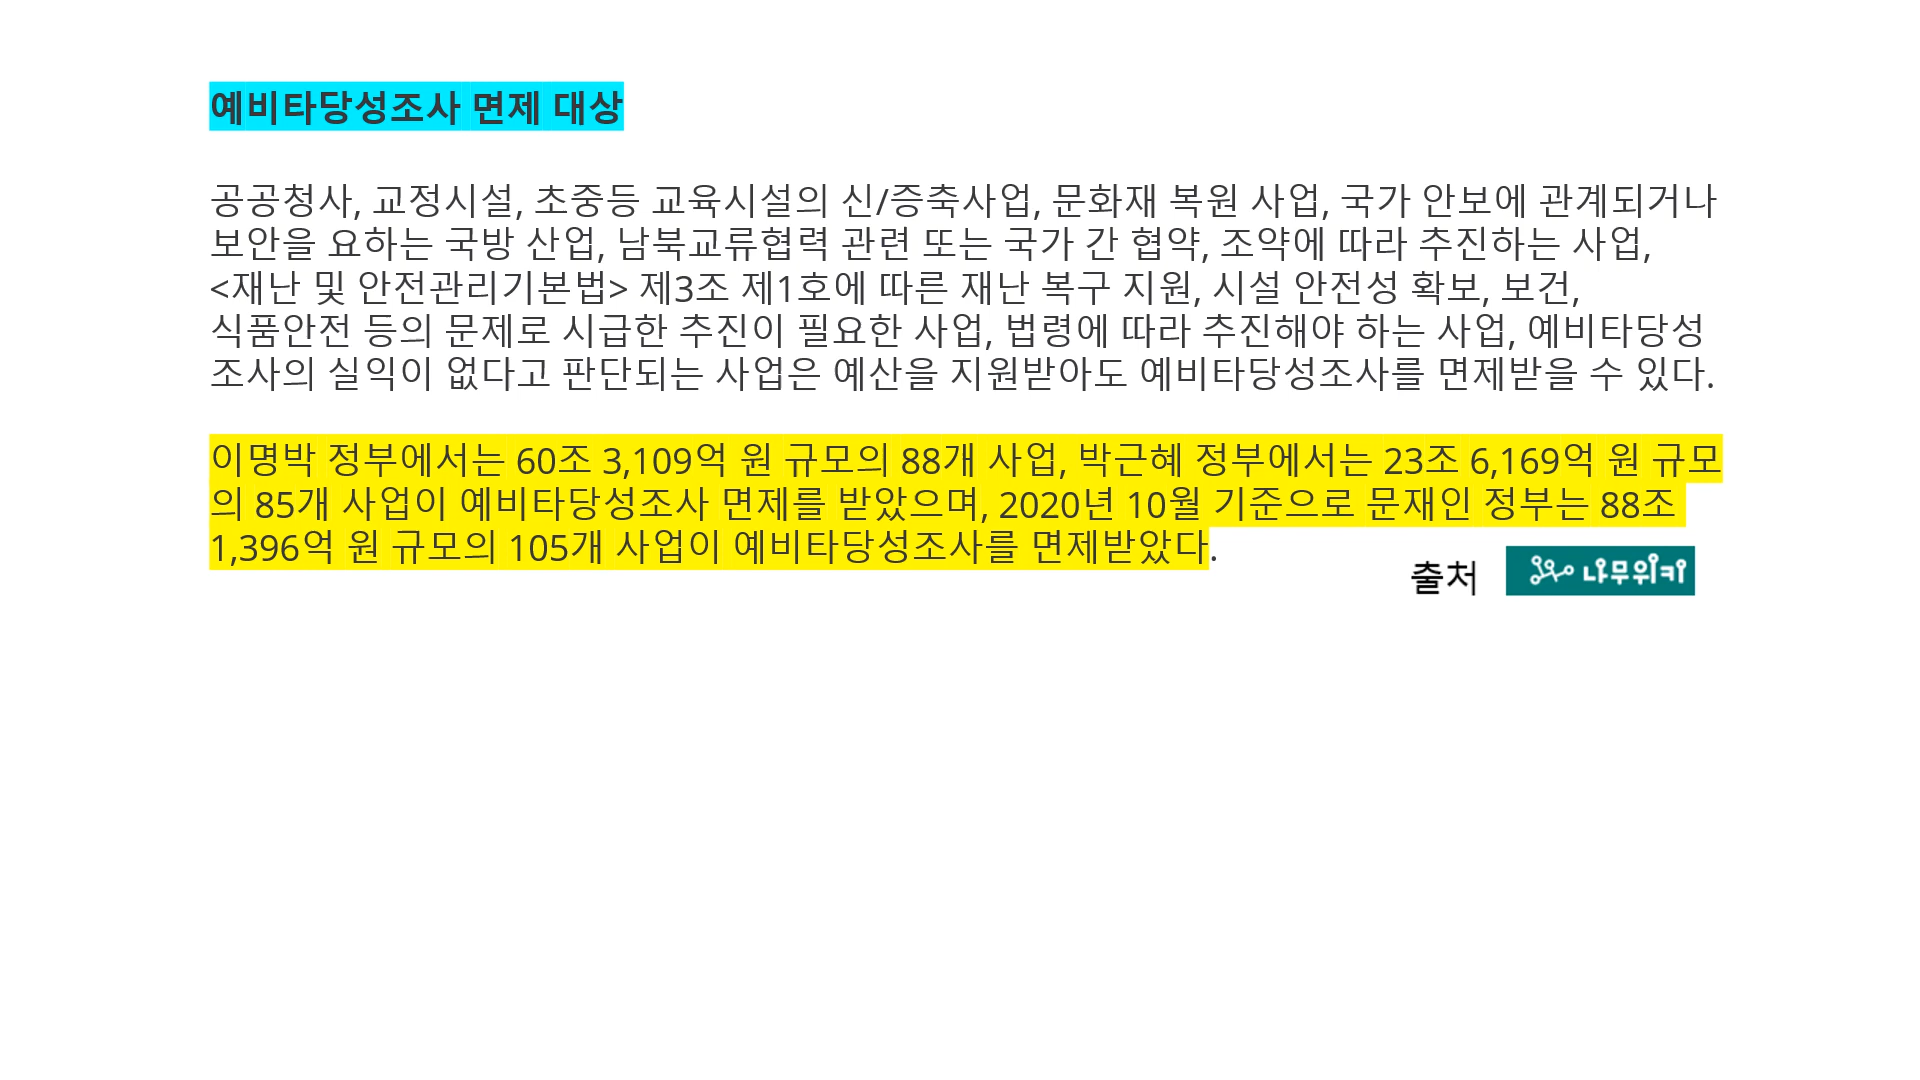 예비타당성조사 면제 대상
공공청사, 교정시설, 초중등 교육시설의 신/증축사업, 문화재 복원 사업, 국가 안보에 관계되거나
보안을 요하는 국방 산업, 남북교류협력 관련 또는 국가 간 협약, 조약에 따라 추진하는 사업,
<재난 및 안전관리기본법> 제3조 제1호에 따른 재난 복구 지원, 시설 안전성 확보, 보건,
식품안전 등의 문제로 시급한 추진이 필요한 사업, 법령에 따라 추진해야 하는 사업, 예비타당성
조사의 실익이 없다고 판단되는 사업은 예산을 지원받아도 예비타당성조사를 면제받을 수 있다.
이명박 정부에서는 60조 3,109억 원 규모의 88개 사업, 박근혜 정부에서는 23조 6,169억 원 규모
의 85개 사업이 예비타당성조사 면제를 받았으며, 2020년 10월 기준으로 문재인 정부는 88조
1,396억 원 규모의 105개 사업이 예비타당성조사를 면제받았다.
출처 나무위키